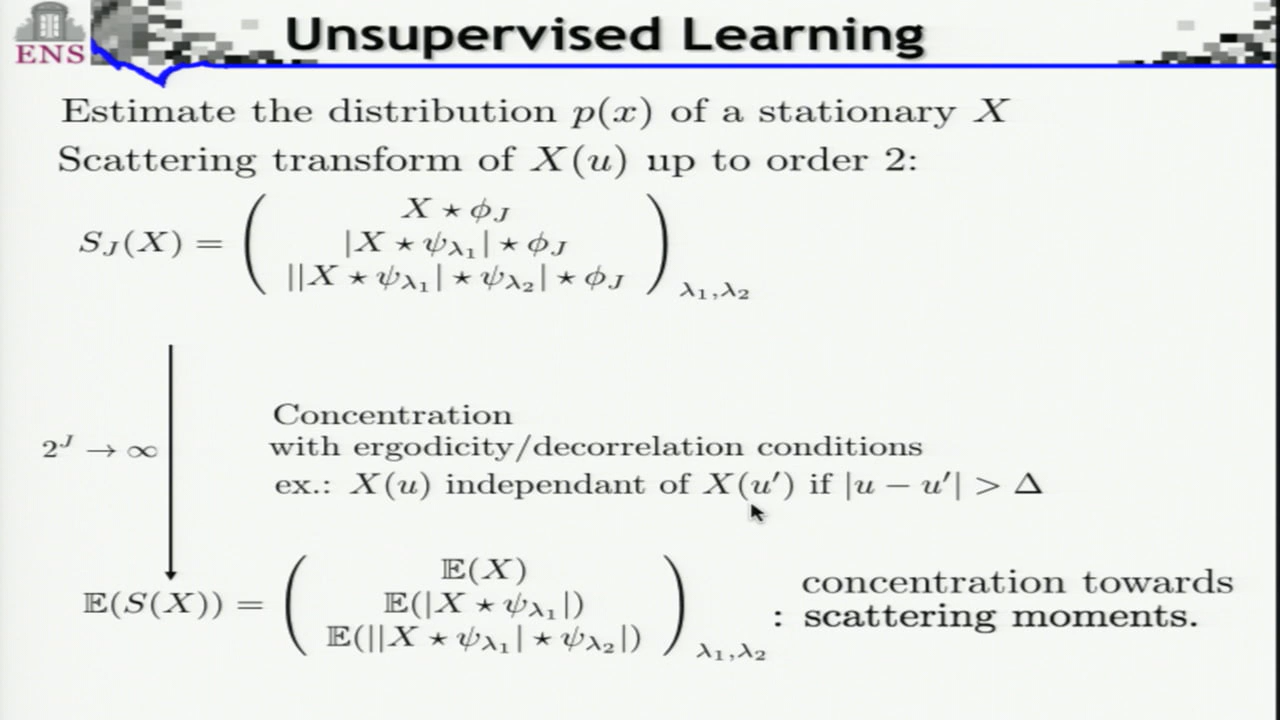 ENS
Unsupervised Learning
Estimate the distribution p(x) of a stationary X
Scattering transform of X(u) up to order 2:
S_J(X) = ( X ⋆ φ_J
|X ⋆ ψ_λ₁| ⋆ φ_J
||X ⋆ ψ_λ₁| ⋆ ψ_λ₂| ⋆ φ_J )_λ₁,λ₂
2^J → ∞
Concentration
with ergodicity/decorrelation conditions
ex.: X(u) independant of X(u′) if |u − u′| > Δ
𝔼(S(X)) = ( 𝔼(X)
𝔼(|X ⋆ ψ_λ₁|)
𝔼(||X ⋆ ψ_λ₁| ⋆ ψ_λ₂|) )_λ₁,λ₂
concentration towards
: scattering moments.